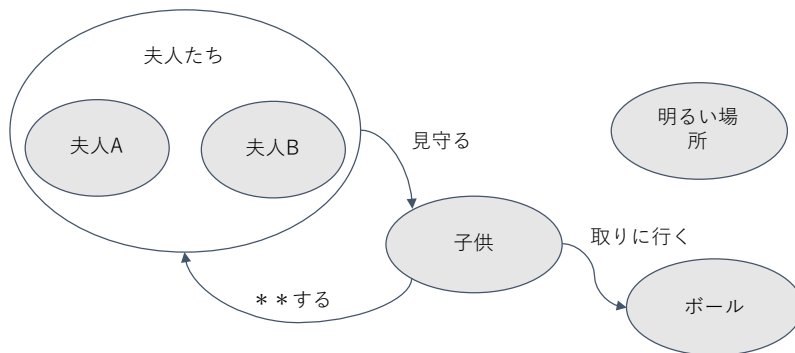 夫人たち
夫人A
夫人B
見守る
明るい場
所
子供
取りに行く
＊＊する
ボール